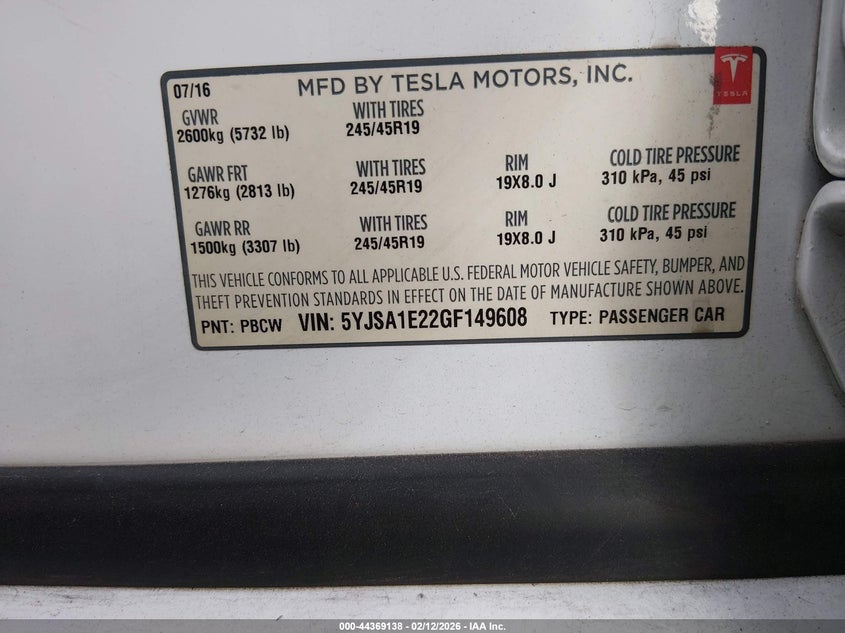 07/16 MFD BY TESLA MOTORS, INC.
TESLA
GVWR WITH TIRES
2600kg (5732 lb) 245/45R19
GAWR FRT WITH TIRES RIM COLD TIRE PRESSURE
1276kg (2813 lb) 245/45R19 19X8.0 J 310 kPa, 45 psi
GAWR RR WITH TIRES RIM COLD TIRE PRESSURE
1500kg (3307 lb) 245/45R19 19X8.0 J 310 kPa, 45 psi
THIS VEHICLE CONFORMS TO ALL APPLICABLE U.S. FEDERAL MOTOR VEHICLE SAFETY, BUMPER, AND
THEFT PREVENTION STANDARDS IN EFFECT ON THE DATE OF MANUFACTURE SHOWN ABOVE.
PNT: PBCW VIN: 5YJSA1E22GF149608 TYPE: PASSENGER CAR
000-44369138 - 02/12/2026 - IAA Inc.